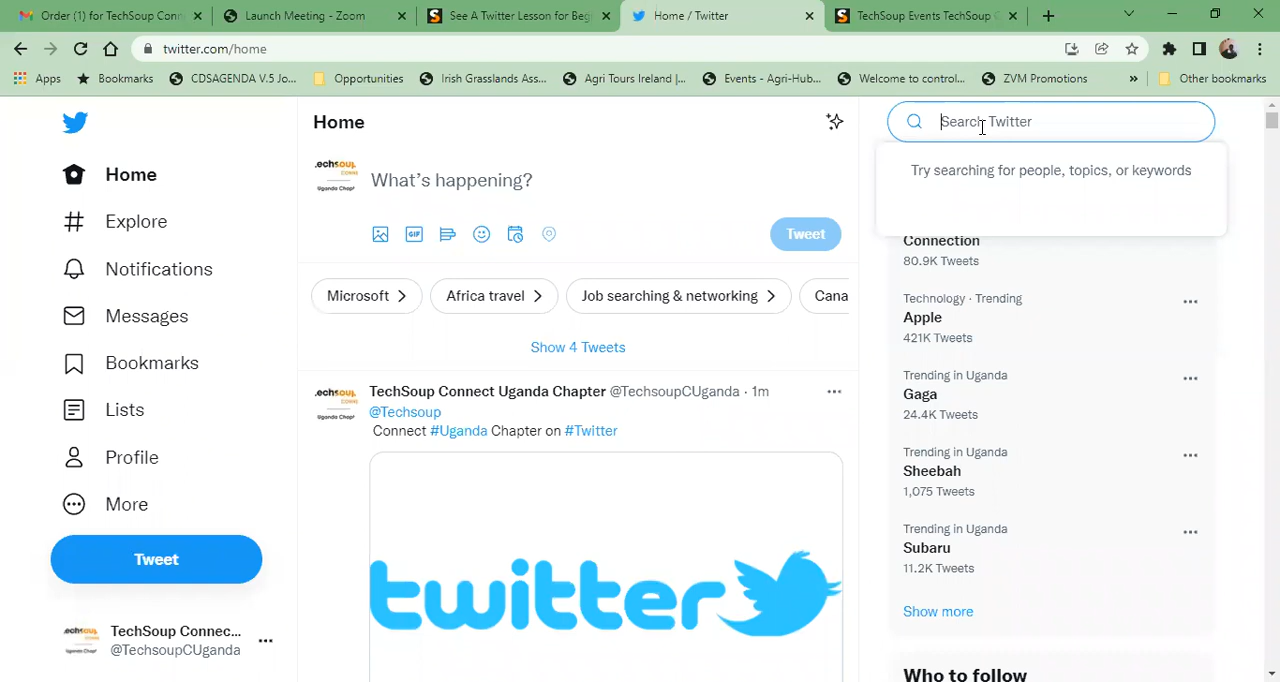 Order (1) for TechSoup Conn
Launch Meeting - Zoom
See A Twitter Lesson for Beg
Home / Twitter
TechSoup Events TechSoup C
twitter.com/home
Apps
Bookmarks
CDSAGENDA V.5 Jo...
Opportunities
Irish Grasslands Ass...
Agri Tours Ireland |...
Events - Agri-Hub...
Welcome to control...
ZVM Promotions
»
Other bookmarks
Home
Explore
Notifications
Messages
Bookmarks
Lists
Profile
More
Tweet
TechSoup Connec...
@TechsoupCUganda
Home
echSoup
Uganda Chapter
What's happening?
GIF
Tweet
Microsoft
Africa travel
Job searching & networking
Cana
Show 4 Tweets
TechSoup Connect Uganda Chapter @TechsoupCUganda · 1m
@Techsoup
Connect #Uganda Chapter on #Twitter
twitter
Search Twitter
Try searching for people, topics, or keywords
Connection
80.9K Tweets
Technology · Trending
Apple
421K Tweets
Trending in Uganda
Gaga
24.4K Tweets
Trending in Uganda
Sheebah
1,075 Tweets
Trending in Uganda
Subaru
11.2K Tweets
Show more
Who to follow